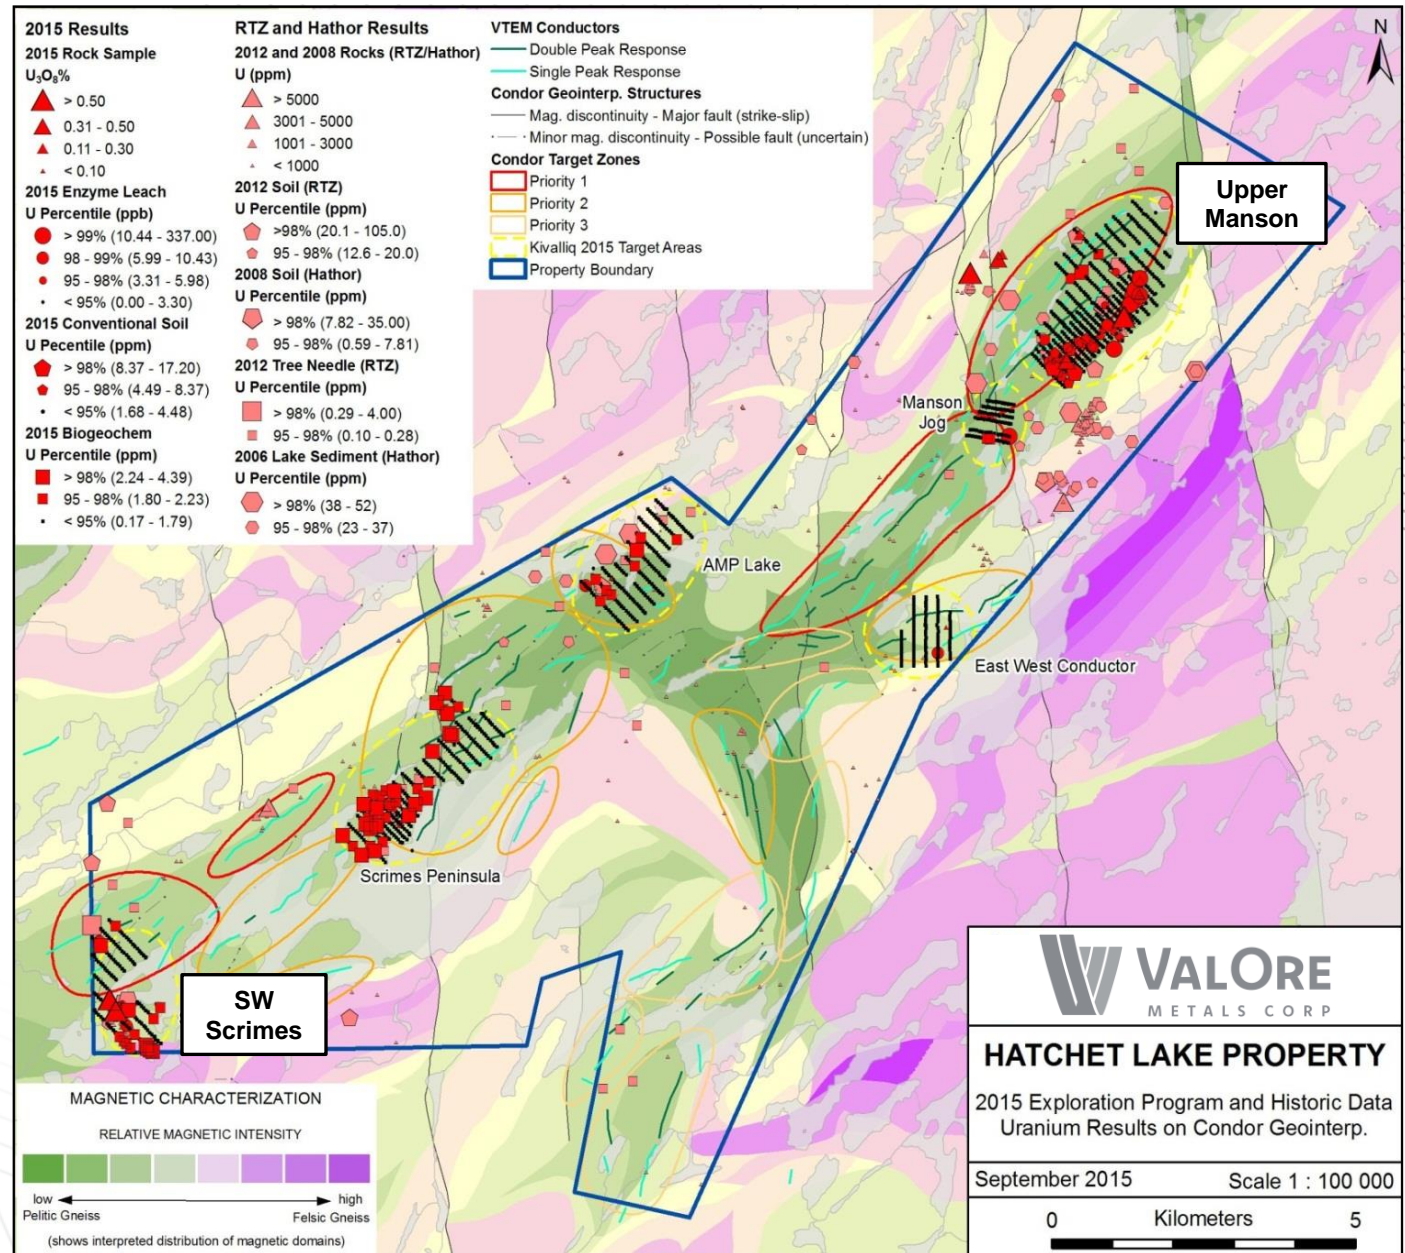 2015 Results
2015 Rock Sample
U₃O₈%
> 0.50
0.31 - 0.50
0.11 - 0.30
< 0.10
2015 Enzyme Leach
U Percentile (ppb)
> 99% (10.44 - 337.00)
98 - 99% (5.99 - 10.43)
95 - 98% (3.31 - 5.98)
< 95% (0.00 - 3.30)
2015 Conventional Soil
U Pecentile (ppm)
> 98% (8.37 - 17.20)
95 - 98% (4.49 - 8.37)
< 95% (1.68 - 4.48)
2015 Biogeochem
U Percentile (ppm)
> 98% (2.24 - 4.39)
95 - 98% (1.80 - 2.23)
< 95% (0.17 - 1.79)
RTZ and Hathor Results
2012 and 2008 Rocks (RTZ/Hathor)
U (ppm)
> 5000
3001 - 5000
1001 - 3000
< 1000
2012 Soil (RTZ)
U Percentile (ppm)
>98% (20.1 - 105.0)
95 - 98% (12.6 - 20.0)
2008 Soil (Hathor)
U Percentile (ppm)
> 98% (7.82 - 35.00)
95 - 98% (0.59 - 7.81)
2012 Tree Needle (RTZ)
U Percentile (ppm)
> 98% (0.29 - 4.00)
95 - 98% (0.10 - 0.28)
2006 Lake Sediment (Hathor)
U Percentile (ppm)
> 98% (38 - 52)
95 - 98% (23 - 37)
VTEM Conductors
Double Peak Response
Single Peak Response
Condor Geointerp. Structures
Mag. discontinuity - Major fault (strike-slip)
Minor mag. discontinuity - Possible fault (uncertain)
Condor Target Zones
Priority 1
Priority 2
Priority 3
Kivalliq 2015 Target Areas
Property Boundary
N
Upper
Manson
Manson
Jog
AMP Lake
East West Conductor
Scrimes Peninsula
SW
Scrimes
MAGNETIC CHARACTERIZATION
RELATIVE MAGNETIC INTENSITY
low
high
Pelitic Gneiss
Felsic Gneiss
(shows interpreted distribution of magnetic domains)
VALORE
METALS CORP
HATCHET LAKE PROPERTY
2015 Exploration Program and Historic Data
Uranium Results on Condor Geointerp.
September 2015
Scale 1 : 100 000
0
Kilometers
5